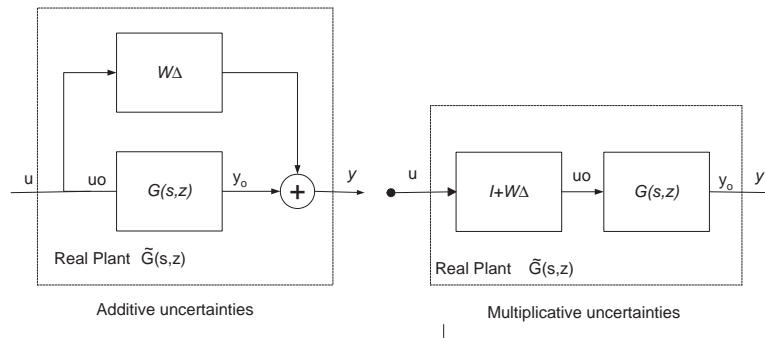 WΔ
u
uo
G(s,z)
yo
+
y
Real Plant G̃(s,z)
Additive uncertainties
u
I+WΔ
uo
G(s,z)
yo
y
Real Plant G̃(s,z)
Multiplicative uncertainties